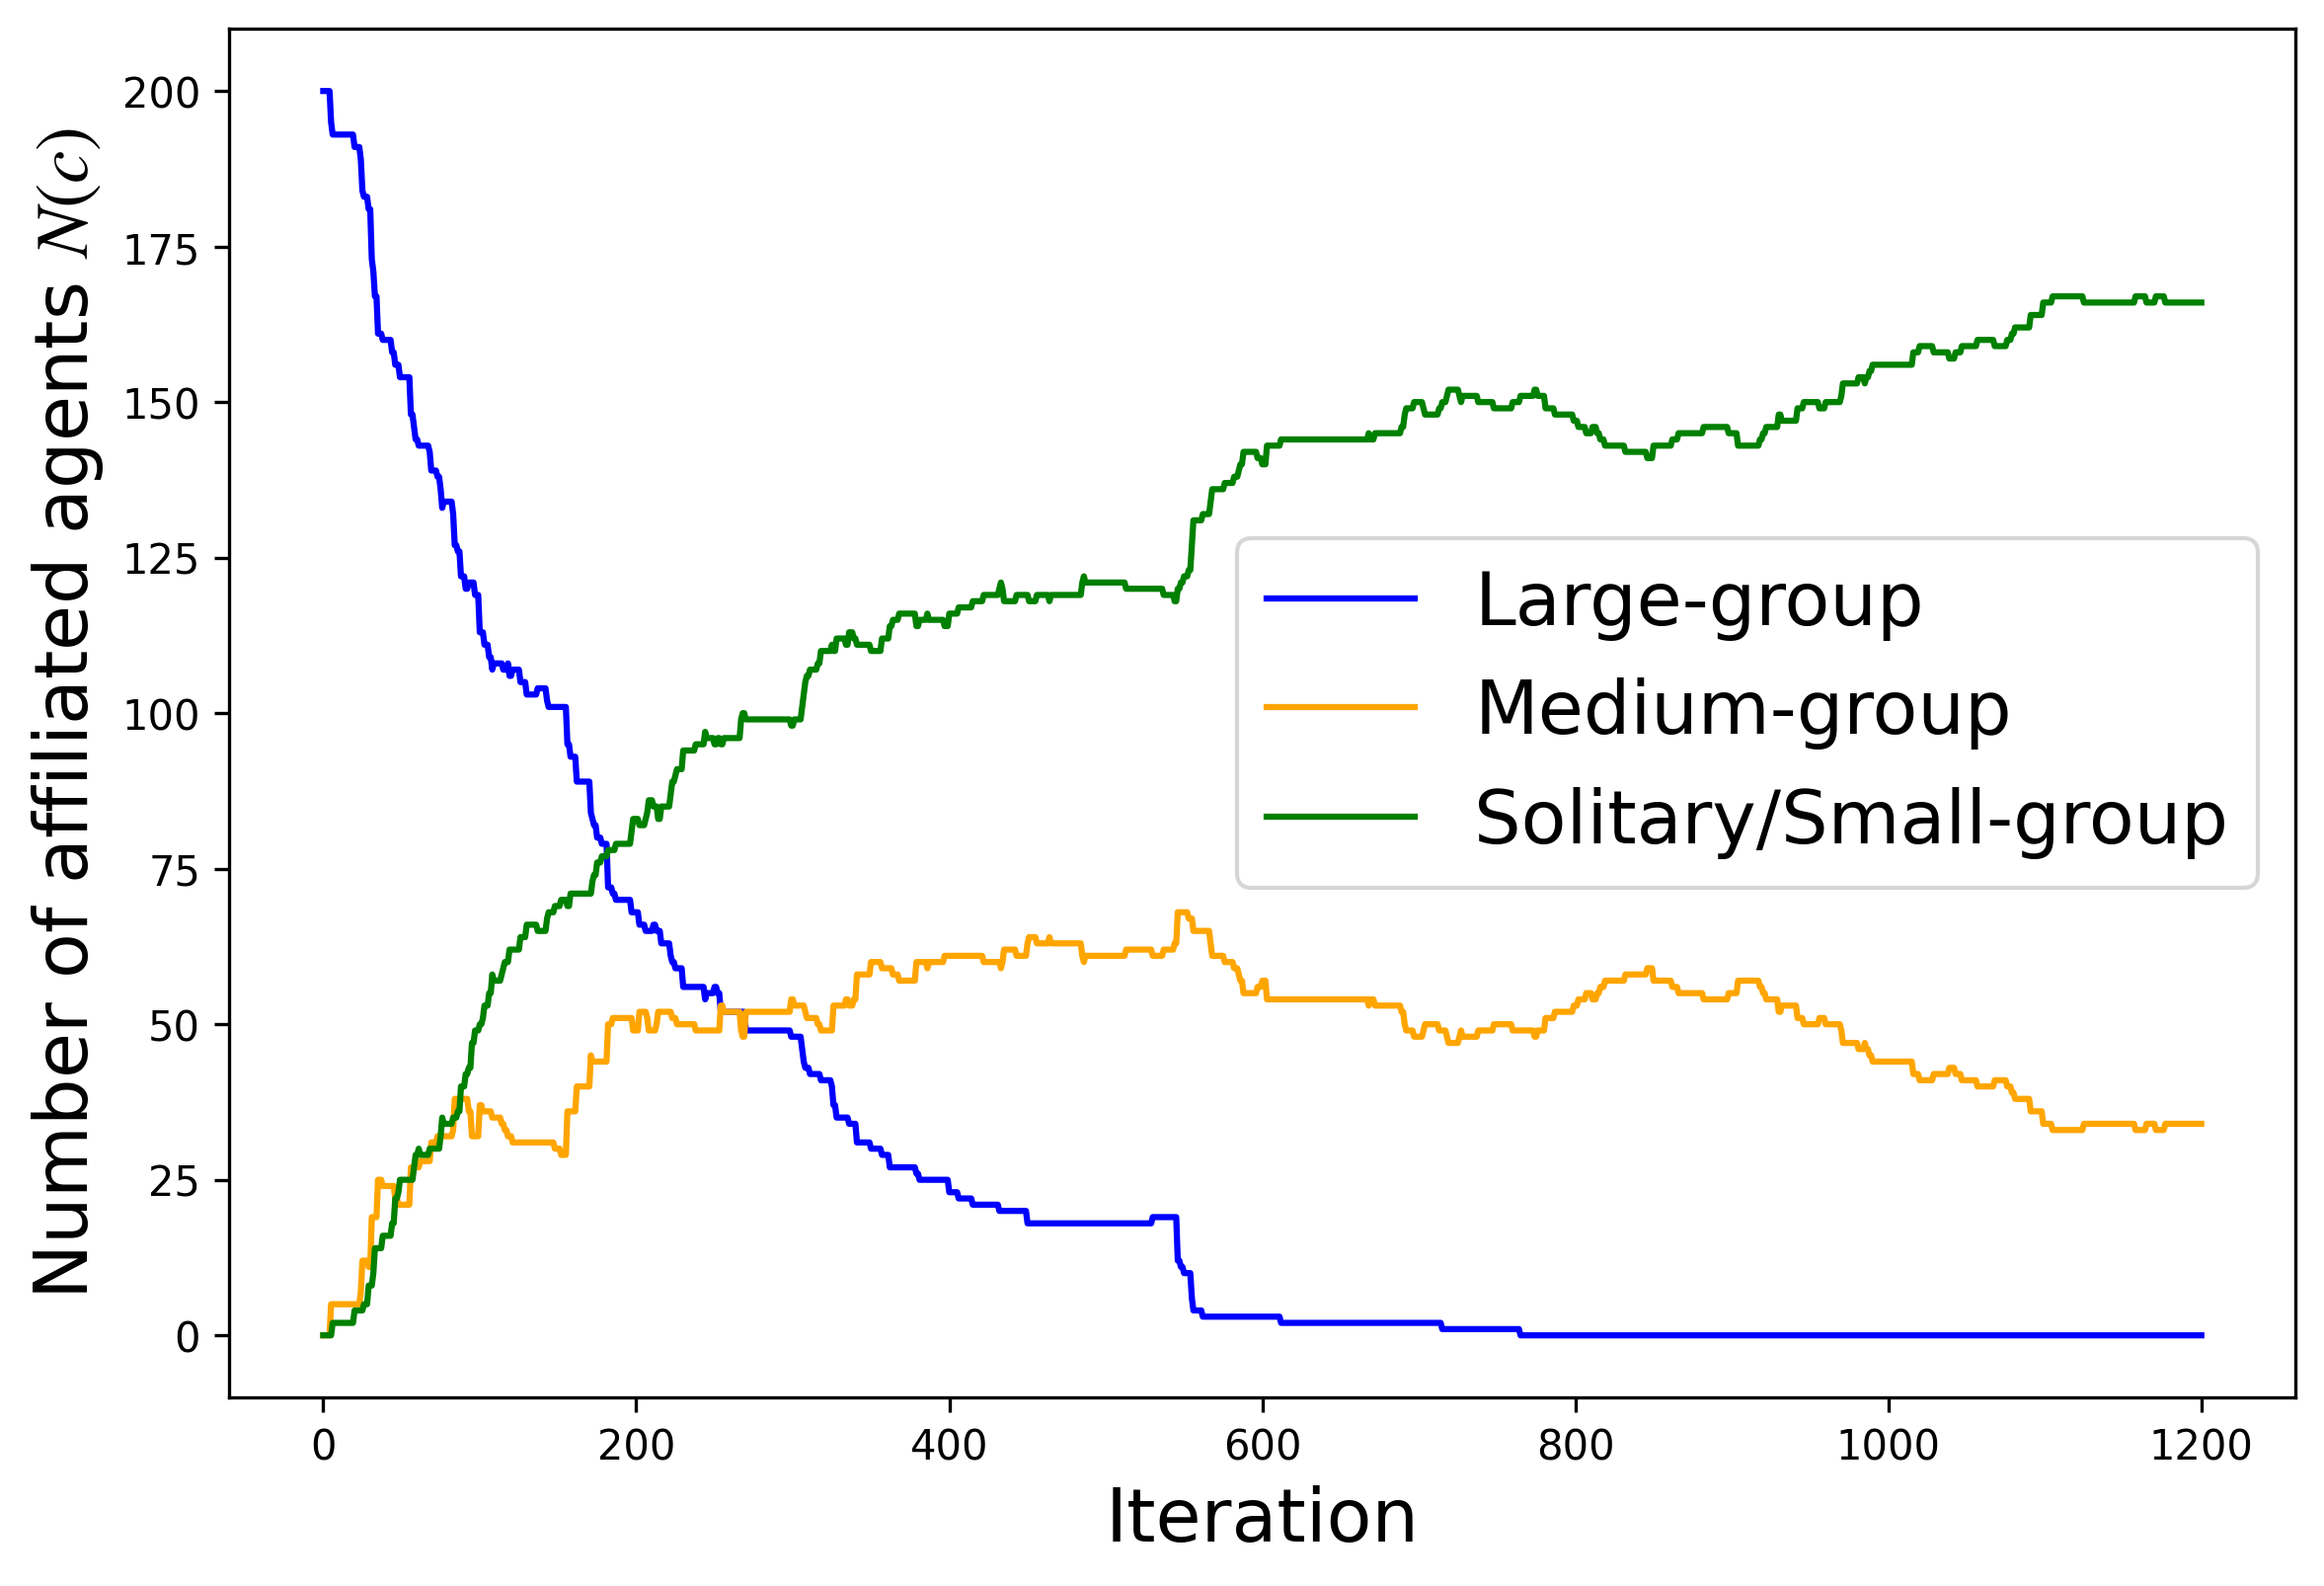 Number of affiliated agents N(c)
200
175
150
125
100
75
50
25
0
Large-group
Medium-group
Solitary/Small-group
0 200 400 600 800 1000 1200
Iteration